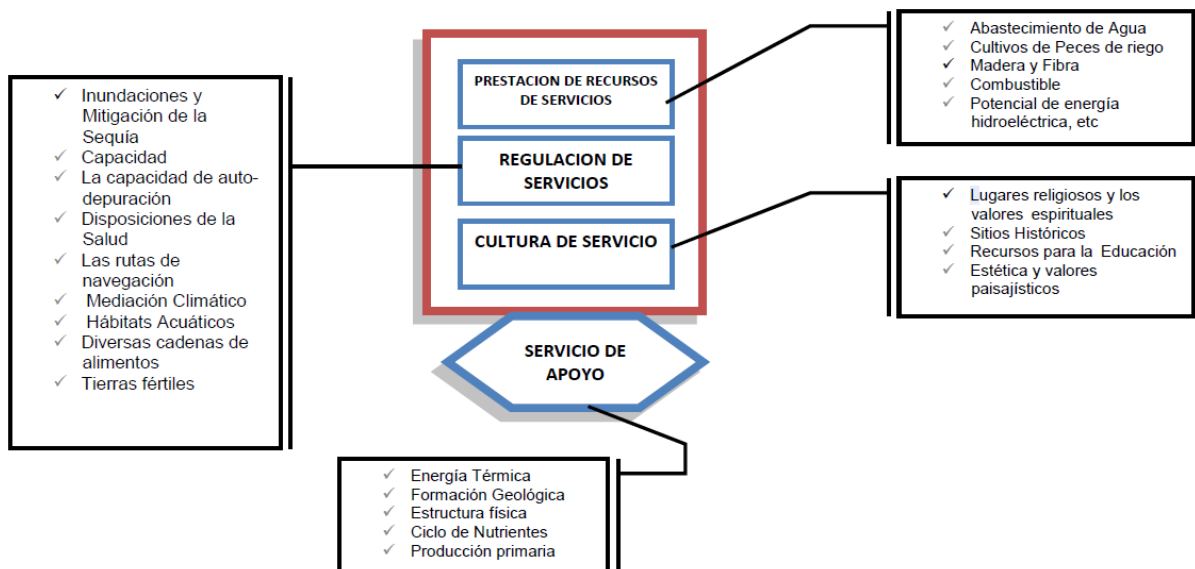 Inundaciones y
Mitigación de la
Sequía
Capacidad
La capacidad de auto-
depuración
Disposiciones de la
Salud
Las rutas de
navegación
Mediación Climático
Hábitats Acuáticos
Diversas cadenas de
alimentos
Tierras fértiles
PRESTACION DE RECURSOS
DE SERVICIOS
REGULACION DE
SERVICIOS
CULTURA DE SERVICIO
SERVICIO DE
APOYO
Abastecimiento de Agua
Cultivos de Peces de riego
Madera y Fibra
Combustible
Potencial de energía
hidroeléctrica, etc
Lugares religiosos y los
valores espirituales
Sitios Históricos
Recursos para la Educación
Estética y valores
paisajísticos
Energía Térmica
Formación Geológica
Estructura física
Ciclo de Nutrientes
Producción primaria